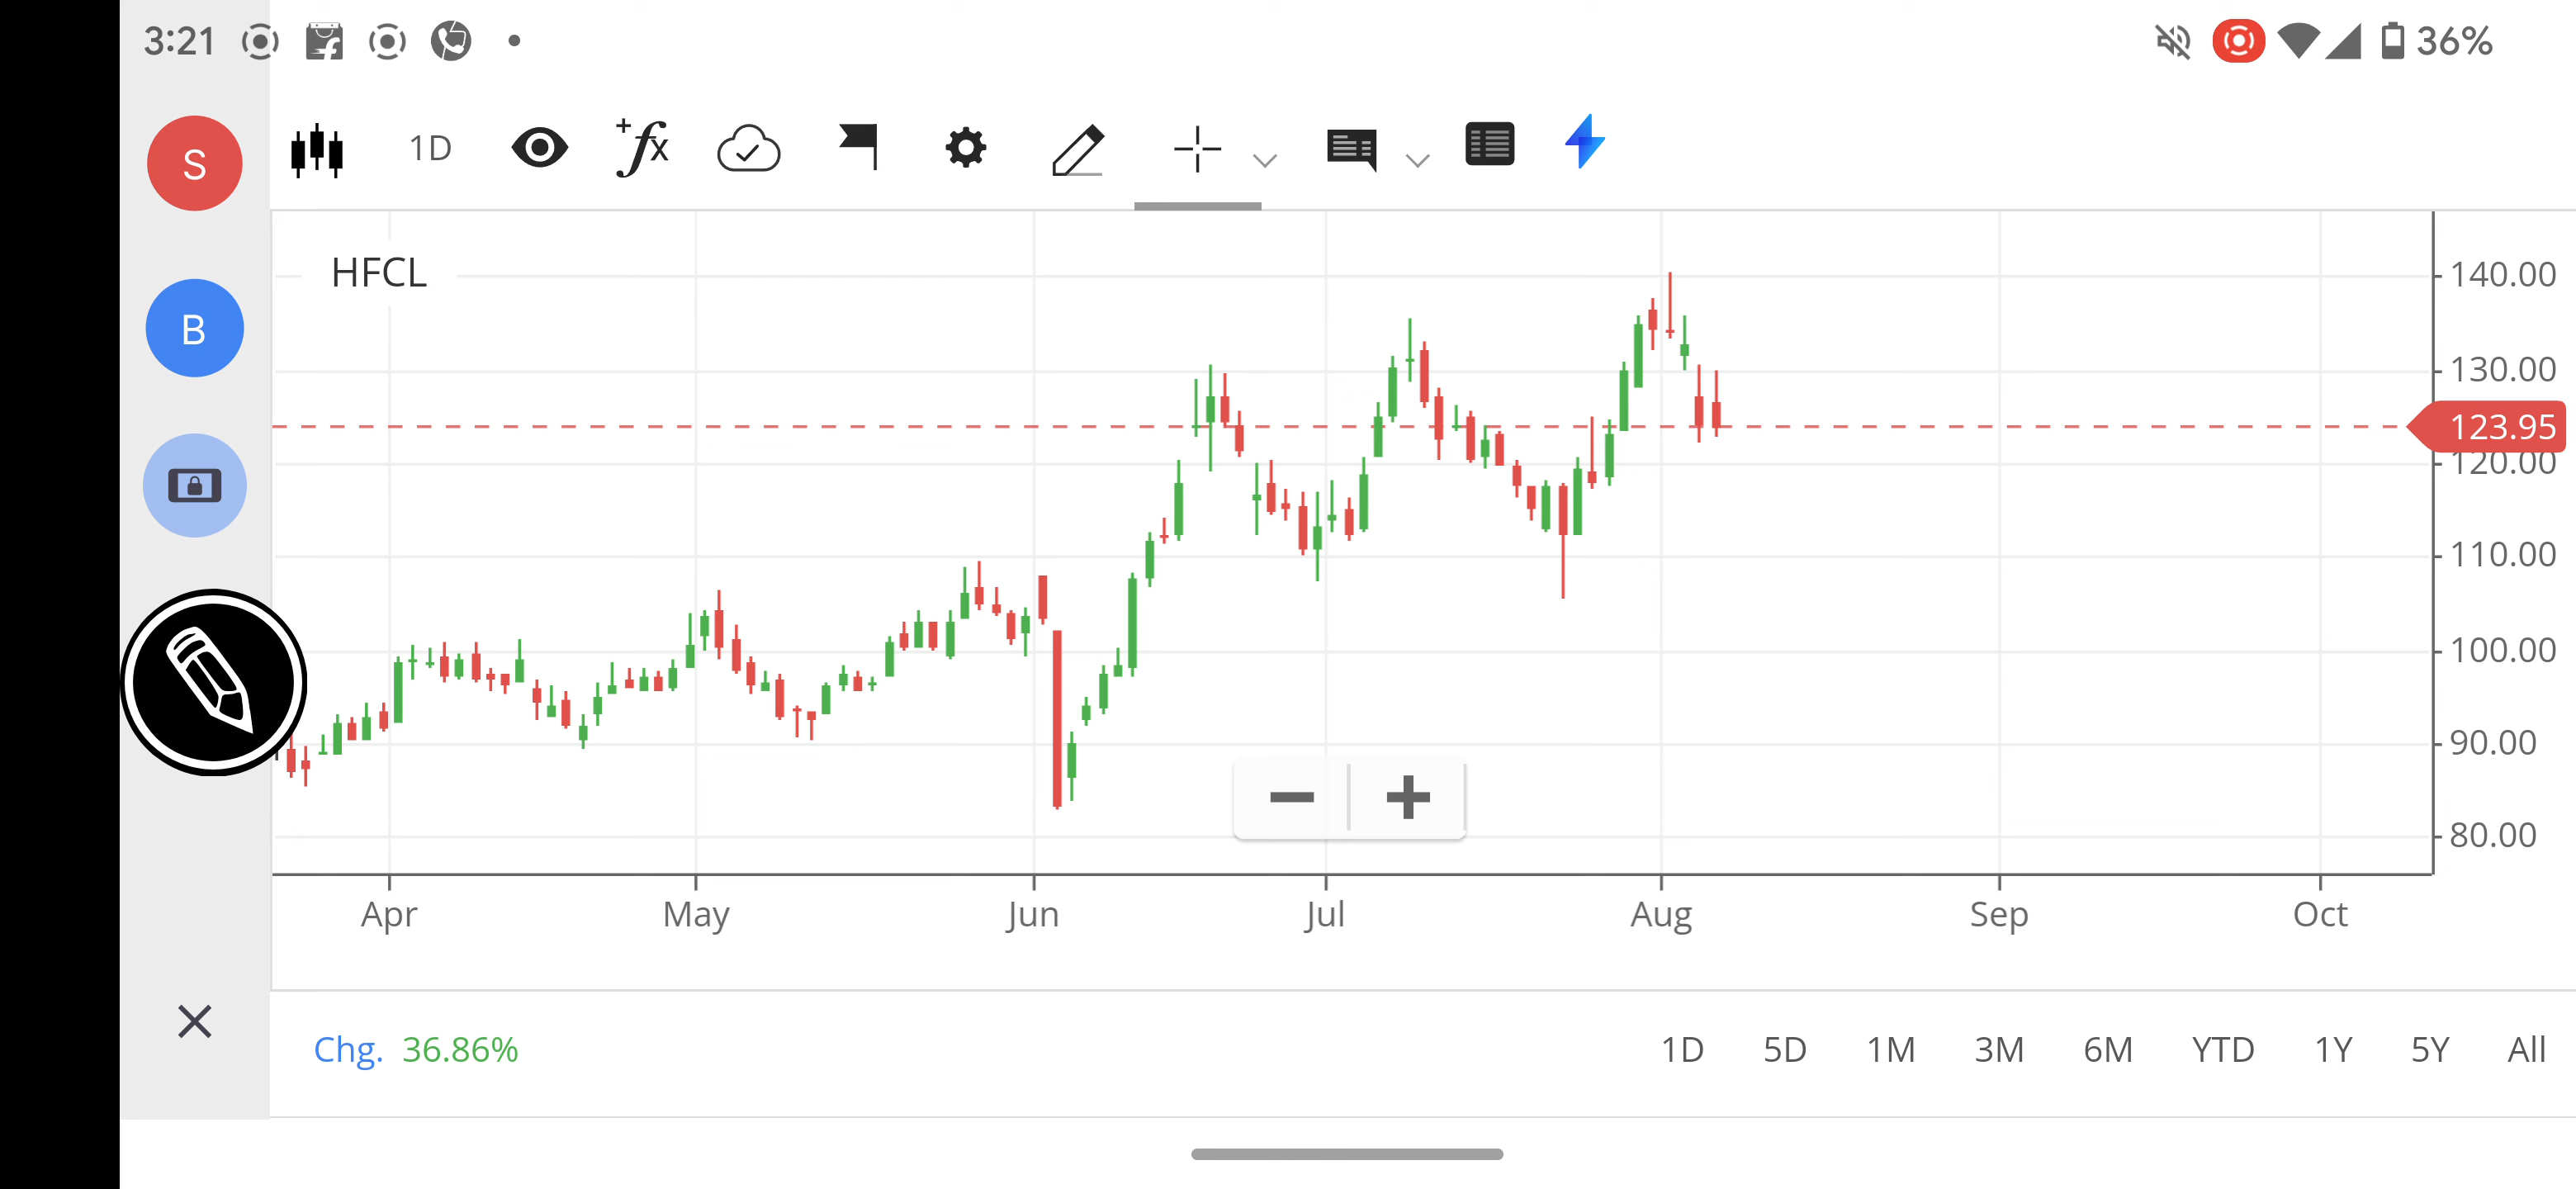 3:21 36%
S
B
1D
HFCL
140.00
130.00
123.95
120.00
110.00
100.00
90.00
80.00
Apr May Jun Jul Aug Sep Oct
Chg. 36.86% 1D 5D 1M 3M 6M YTD 1Y 5Y All